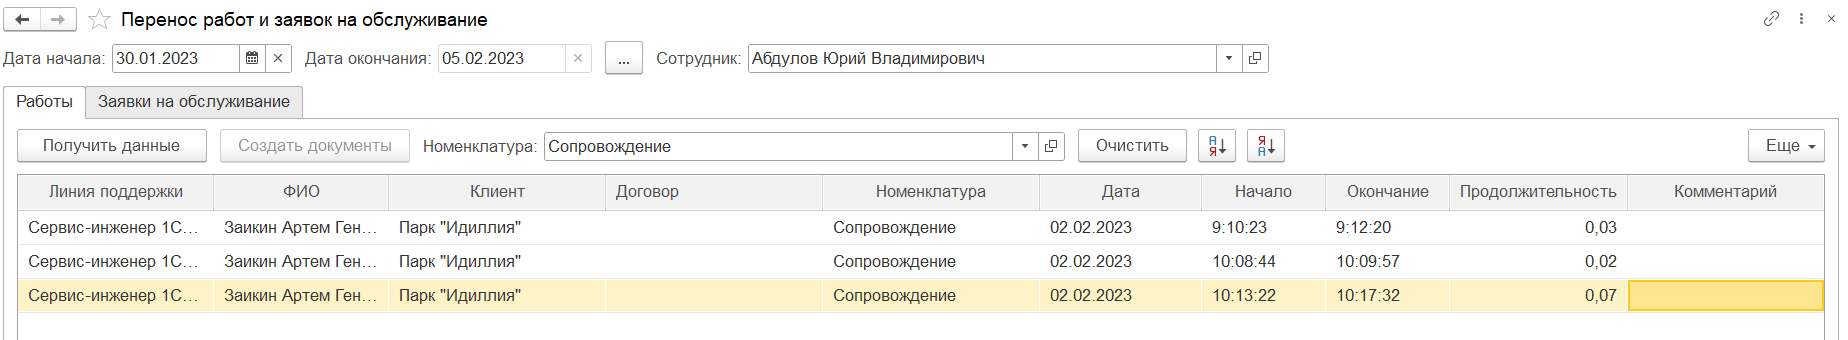 Перенос работ и заявок на обслуживание
Дата начала: 30.01.2023 Дата окончания: 05.02.2023 ... Сотрудник: Абдулов Юрий Владимирович
Работы Заявки на обслуживание
Получить данные Создать документы Номенклатура: Сопровождение Очистить А Я Я А Еще
Линия поддержки ФИО Клиент Договор Номенклатура Дата Начало Окончание Продолжительность Комментарий
Сервис-инженер 1С... Заикин Артем Ген... Парк "Идиллия" Сопровождение 02.02.2023 9:10:23 9:12:20 0,03
Сервис-инженер 1С... Заикин Артем Ген... Парк "Идиллия" Сопровождение 02.02.2023 10:08:44 10:09:57 0,02
Сервис-инженер 1С... Заикин Артем Ген... Парк "Идиллия" Сопровождение 02.02.2023 10:13:22 10:17:32 0,07